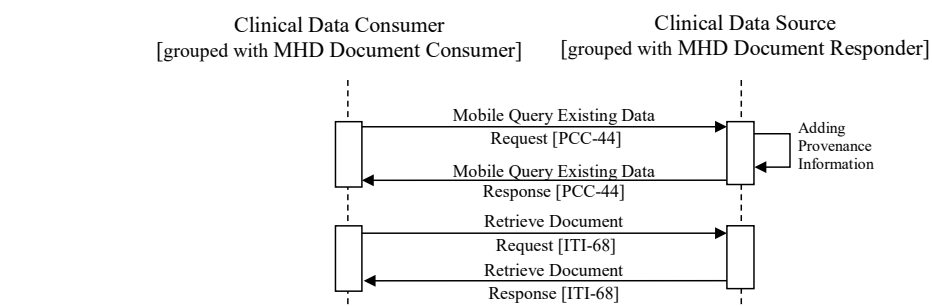 Clinical Data Consumer
[grouped with MHD Document Consumer]
Clinical Data Source
[grouped with MHD Document Responder]
Mobile Query Existing Data
Request [PCC-44]
Adding
Provenance
Information
Mobile Query Existing Data
Response [PCC-44]
Retrieve Document
Request [ITI-68]
Retrieve Document
Response [ITI-68]